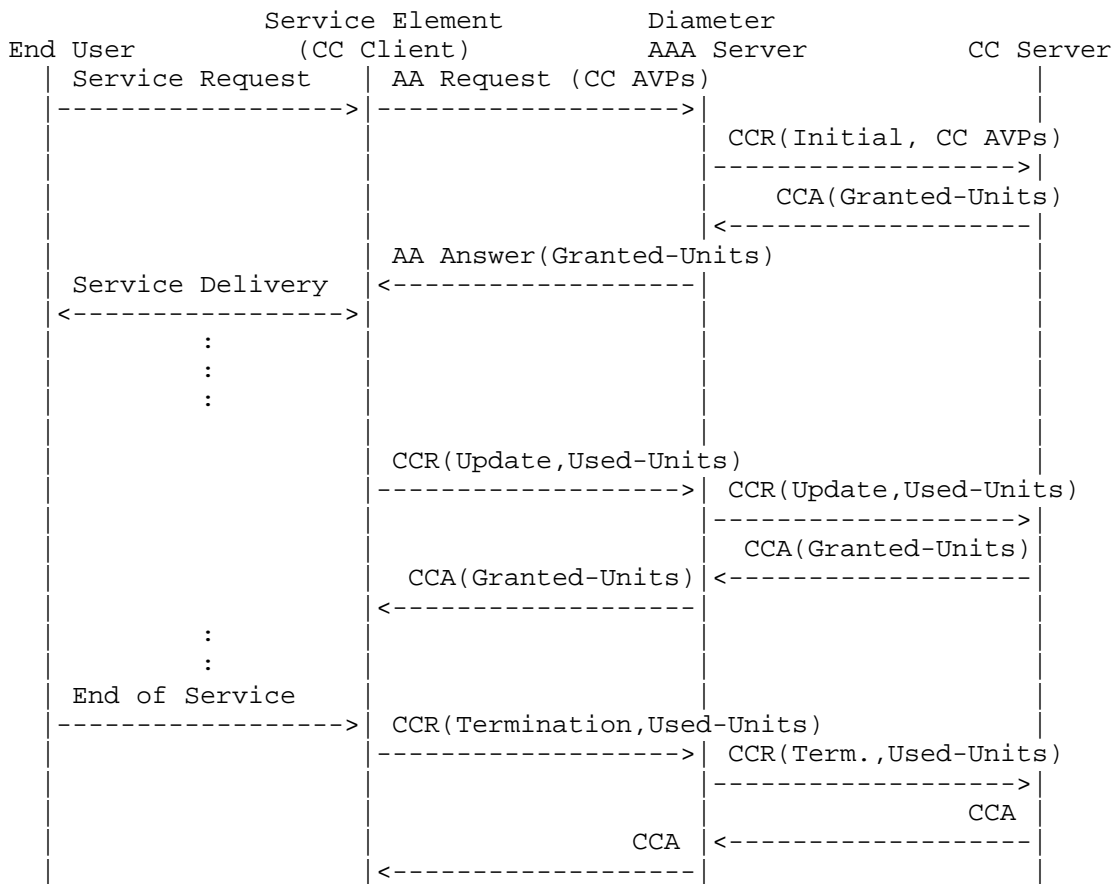 Service Element Diameter
End User (CC Client) AAA Server CC Server
Service Request AA Request (CC AVPs)
CCR(Initial, CC AVPs)
CCA(Granted-Units)
AA Answer(Granted-Units)
Service Delivery
:
:
:
CCR(Update,Used-Units)
CCR(Update,Used-Units)
CCA(Granted-Units)
CCA(Granted-Units)
:
:
End of Service
CCR(Termination,Used-Units)
CCR(Term.,Used-Units)
CCA
CCA